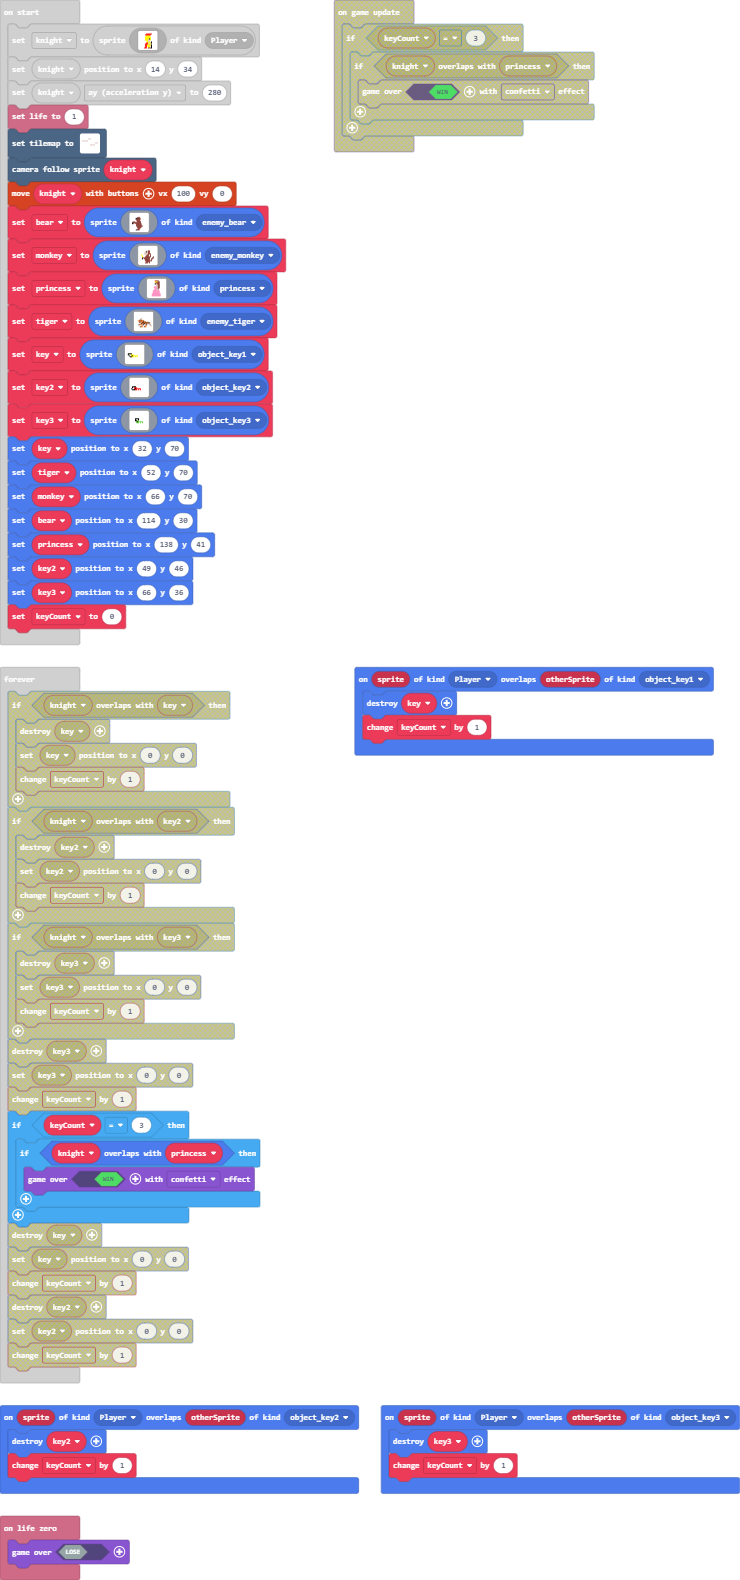 on start
set knight to sprite of kind Player
set knight position to x 14 y 34
set knight ay (acceleration y) to 280
set life to 1
set tilemap to
camera follow sprite knight
move knight with buttons vx 100 vy 0
set bear to sprite of kind enemy_bear
set monkey to sprite of kind enemy_monkey
set princess to sprite of kind princess
set tiger to sprite of kind enemy_tiger
set key to sprite of kind object_key1
set key2 to sprite of kind object_key2
set key3 to sprite of kind object_key3
set key position to x 32 y 70
set tiger position to x 52 y 70
set monkey position to x 66 y 70
set bear position to x 114 y 30
set princess position to x 138 y 41
set key2 position to x 49 y 46
set key3 position to x 66 y 36
set keyCount to 0
on game update
if keyCount = 3 then
if knight overlaps with princess then
game over WIN with confetti effect
forever
if knight overlaps with key then
destroy key
set key position to x 0 y 0
change keyCount by 1
if knight overlaps with key2 then
destroy key2
set key2 position to x 0 y 0
change keyCount by 1
if knight overlaps with key3 then
destroy key3
set key3 position to x 0 y 0
change keyCount by 1
destroy key3
set key3 position to x 0 y 0
change keyCount by 1
if keyCount = 3 then
if knight overlaps with princess then
game over WIN with confetti effect
destroy key
set key position to x 0 y 0
change keyCount by 1
destroy key2
set key2 position to x 0 y 0
change keyCount by 1
on sprite of kind Player overlaps otherSprite of kind object_key1
destroy key
change keyCount by 1
on sprite of kind Player overlaps otherSprite of kind object_key2
destroy key2
change keyCount by 1
on sprite of kind Player overlaps otherSprite of kind object_key3
destroy key3
change keyCount by 1
on life zero
game over LOSE